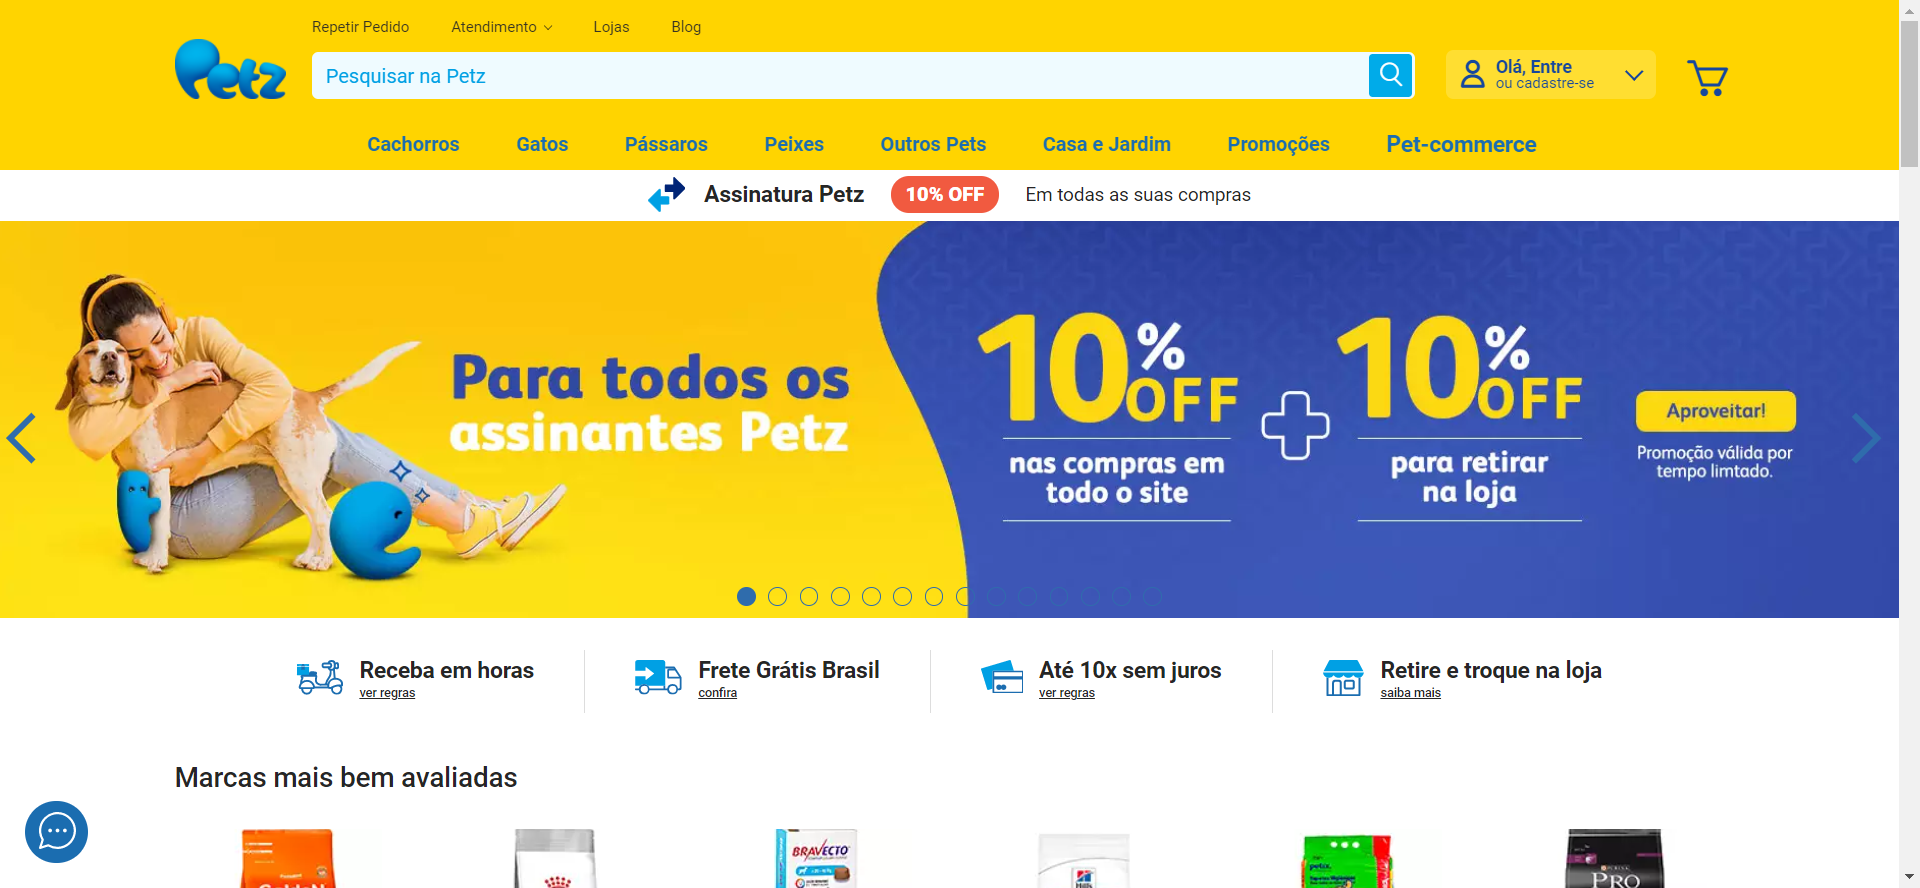 Repetir Pedido
Atendimento
Lojas
Blog
Petz
Pesquisar na Petz
Olá, Entre
ou cadastre-se
Cachorros
Gatos
Pássaros
Peixes
Outros Pets
Casa e Jardim
Promoções
Pet-commerce
Assinatura Petz
10% OFF
Em todas as suas compras
Para todos os
assinantes Petz
10% OFF
nas compras em
todo o site
10% OFF
para retirar
na loja
Aproveitar!
Promoção válida por
tempo limtado.
Receba em horas
ver regras
Frete Grátis Brasil
confira
Até 10x sem juros
ver regras
Retire e troque na loja
saiba mais
Marcas mais bem avaliadas
BRAVECTO
Hill's
petix
PURINA
PRO